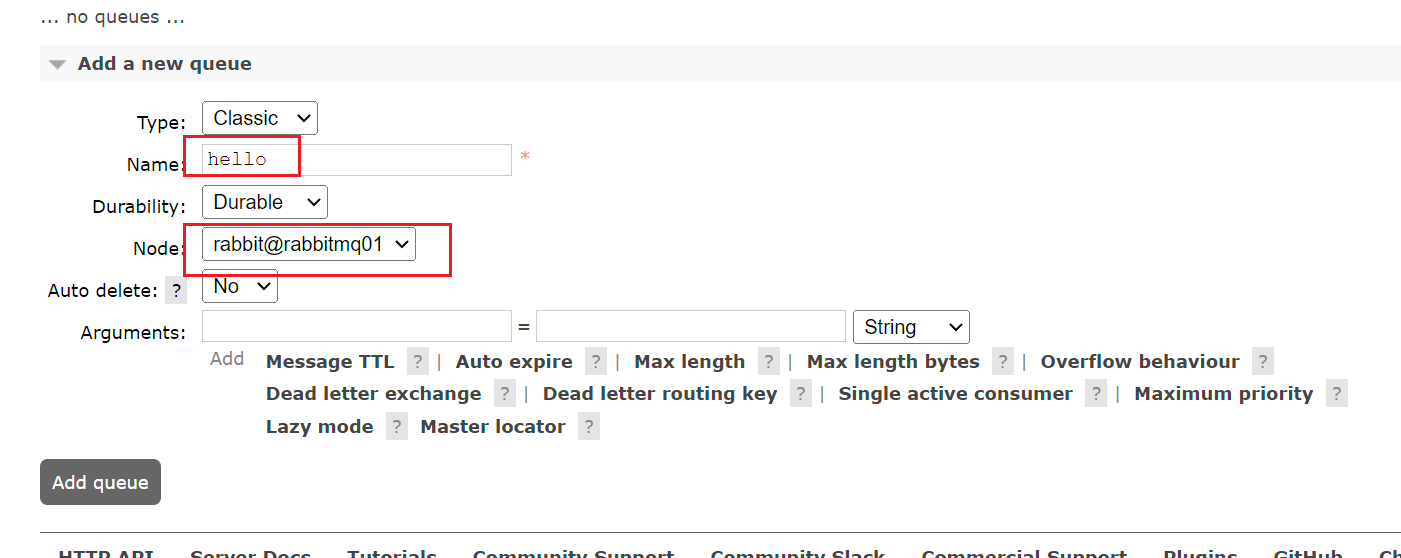 ... no queues ...
Add a new queue
Type: Classic
Name: hello *
Durability: Durable
Node: rabbit@rabbitmq01
Auto delete: ? No
Arguments: = String
Add Message TTL ? | Auto expire ? | Max length ? | Max length bytes ? | Overflow behaviour ?
Dead letter exchange ? | Dead letter routing key ? | Single active consumer ? | Maximum priority ?
Lazy mode ? Master locator ?
Add queue
HTTP API Server Docs Tutorials Community Support Community Slack Commercial Support Plugins GitHub